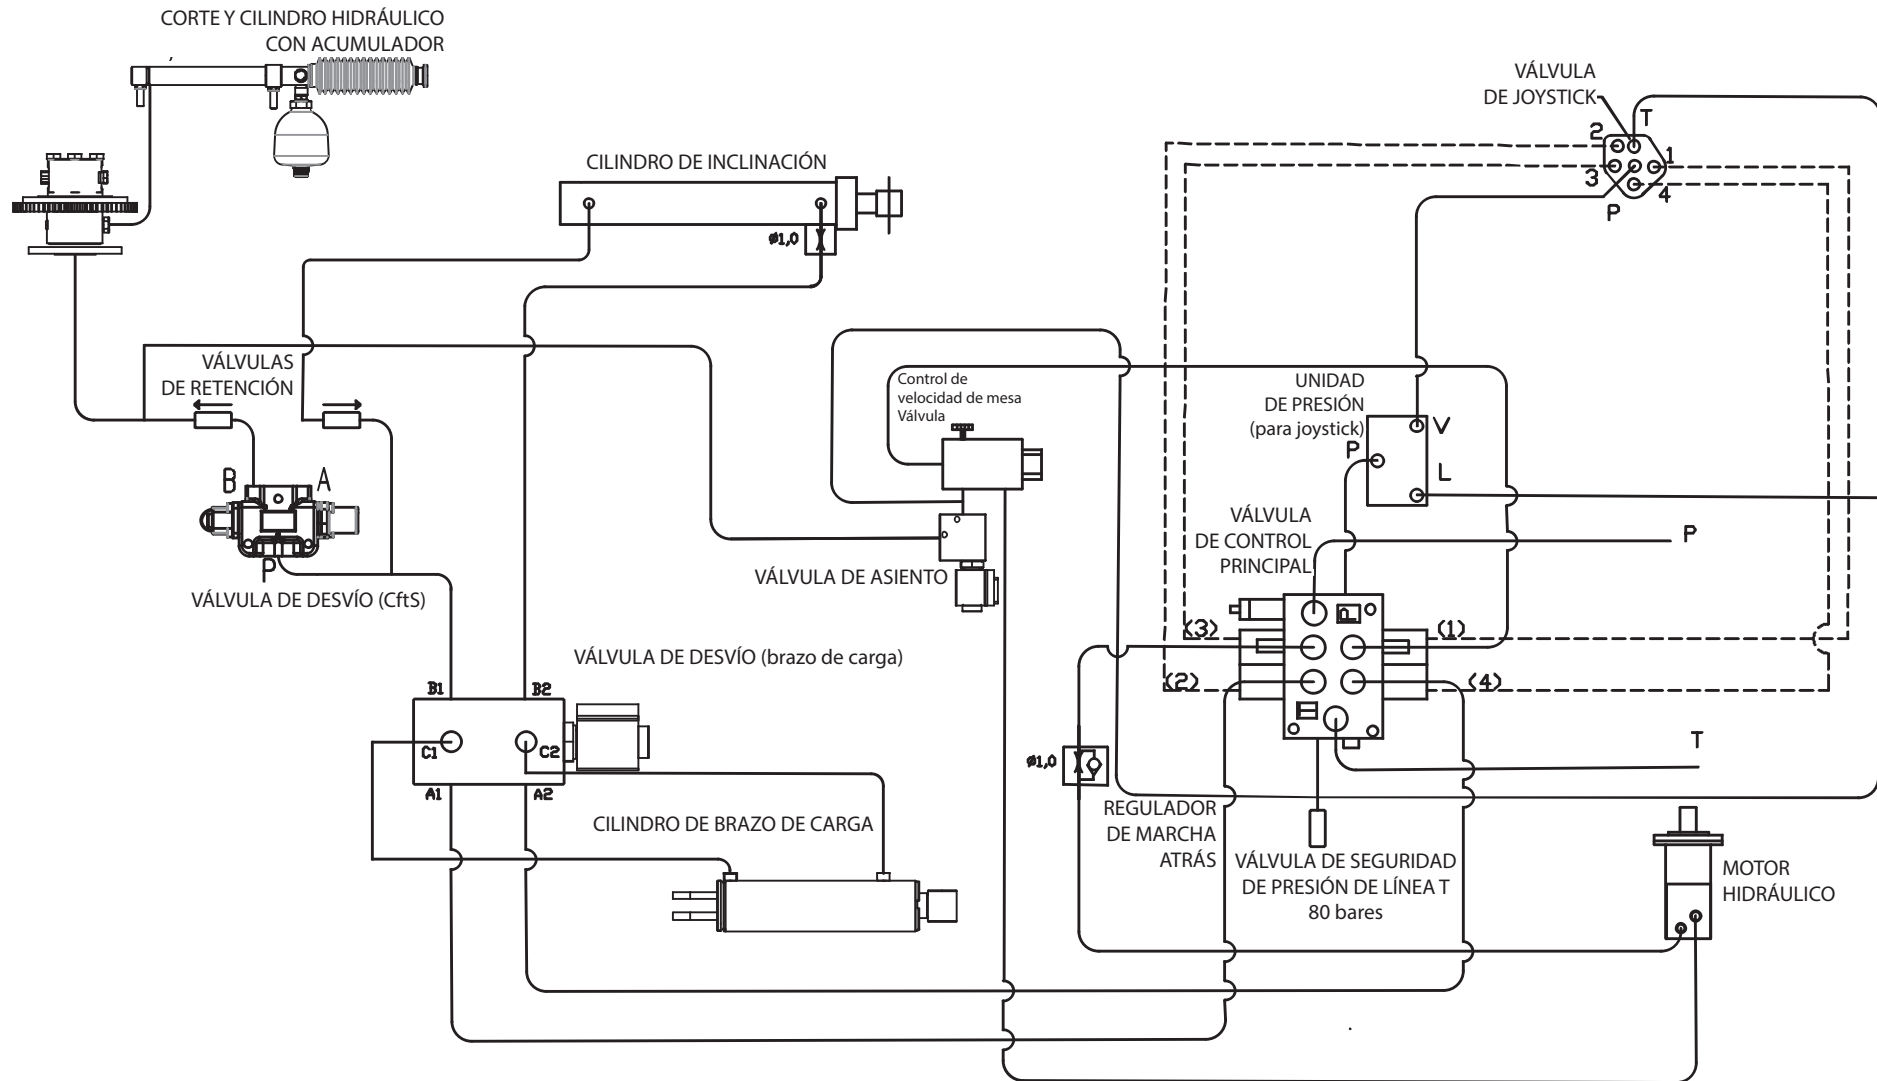 CORTE Y CILINDRO HIDRÁULICO
CON ACUMULADOR
VÁLVULA
DE JOYSTICK
T
2
1
3
4
P
CILINDRO DE INCLINACIÓN
ø1,0
VÁLVULAS
DE RETENCIÓN
Control de
velocidad de mesa
Válvula
UNIDAD
DE PRESIÓN
(para joystick)
V
P
L
B
A
P
VÁLVULA DE DESVÍO (CftS)
VÁLVULA DE ASIENTO
VÁLVULA
DE CONTROL
PRINCIPAL
P
(3)
(1)
(2)
(4)
VÁLVULA DE DESVÍO (brazo de carga)
B1
B2
C1
C2
A1
A2
T
ø1,0
CILINDRO DE BRAZO DE CARGA
REGULADOR
DE MARCHA
ATRÁS
VÁLVULA DE SEGURIDAD
DE PRESIÓN DE LÍNEA T
80 bares
MOTOR
HIDRÁULICO